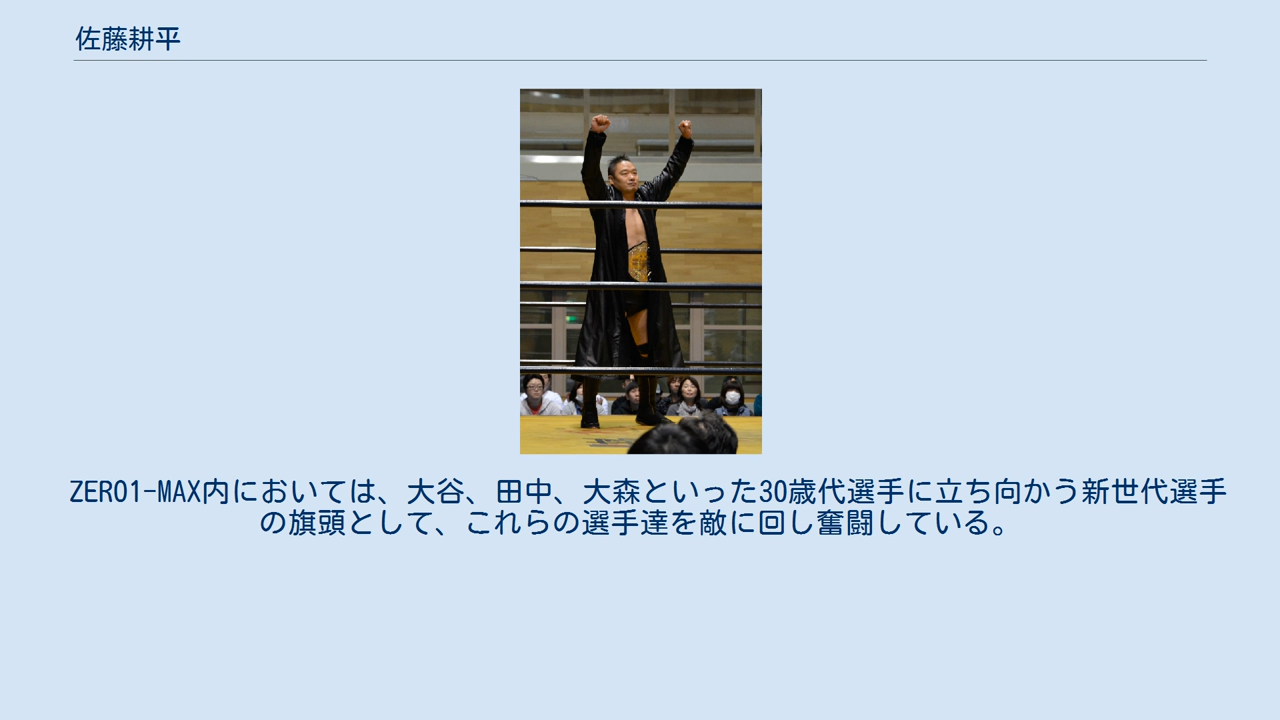 佐藤耕平
ZERO1-MAX内においては、大谷、田中、大森といった30歳代選手に立ち向かう新世代選手
の旗頭として、これらの選手達を敵に回し奮闘している。